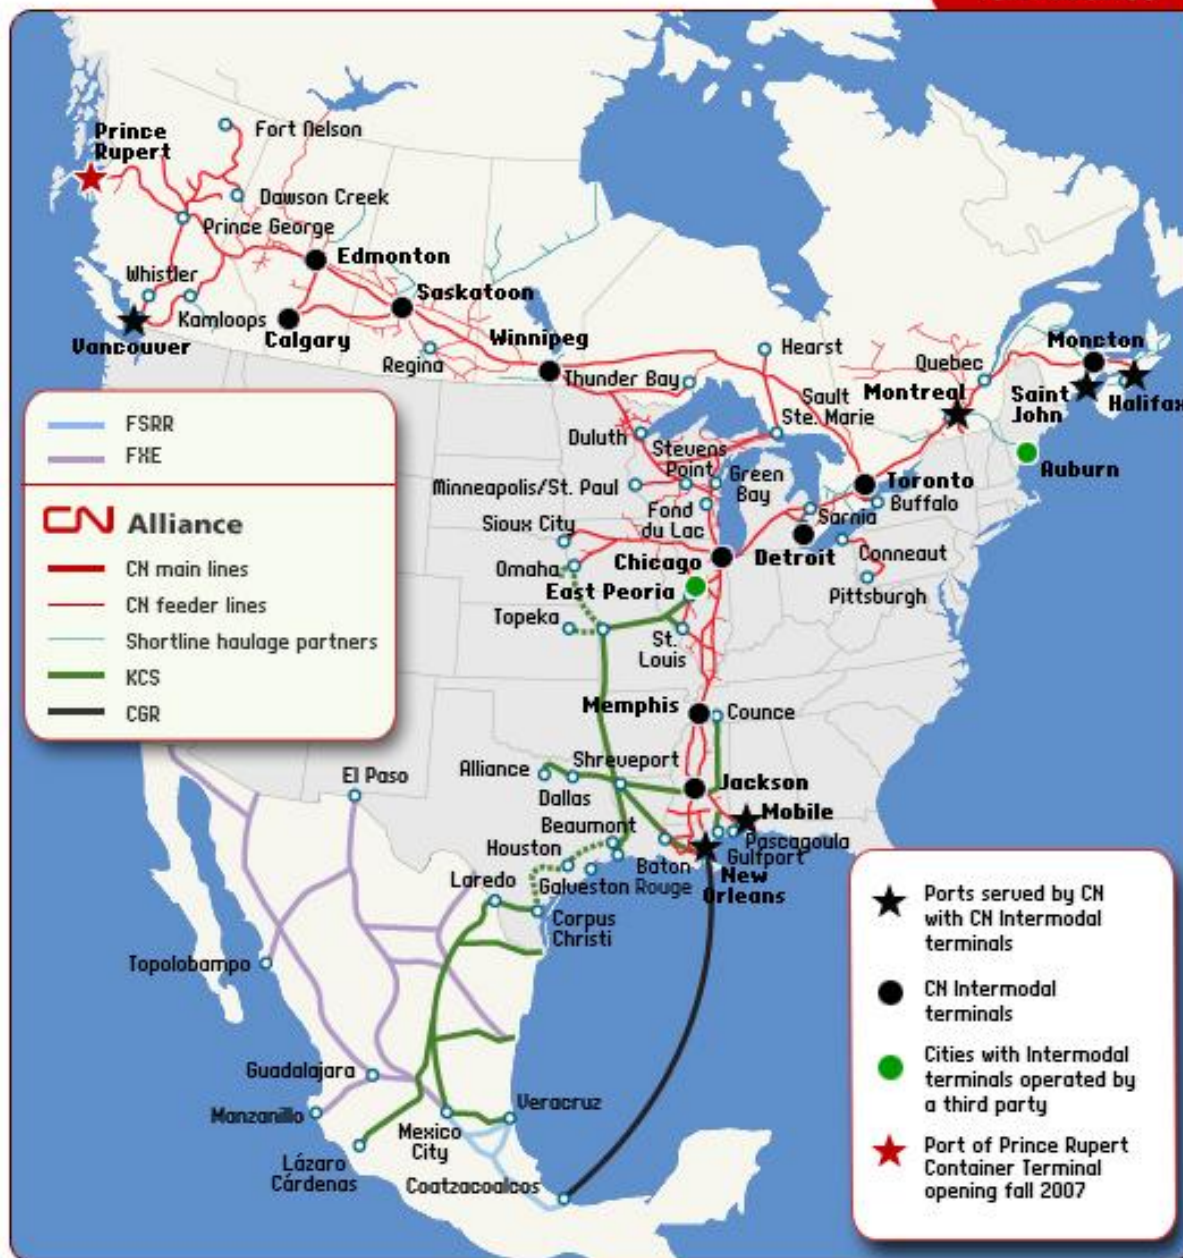 Prince
Rupert
Fort Nelson
Dawson Creek
Prince George
Edmonton
Whistler
Saskatoon
Kamloops
Calgary
Vancouver
Winnipeg
Regina
Thunder Bay
Hearst
Quebec
Moncton
Sault
Ste. Marie
Montreal
Saint
John
Halifax
Duluth
Stevens
Point
Green
Bay
Auburn
Minneapolis/St. Paul
Toronto
Buffalo
Sioux City
Fond
du Lac
Sarnia
Omaha
Chicago
Detroit
Conneaut
East Peoria
Pittsburgh
Topeka
St.
Louis
Memphis
Counce
Shreveport
Alliance
Dallas
Jackson
El Paso
Mobile
Beaumont
Pascagoula
Houston
Gulfport
Baton
Rouge
New
Orleans
Laredo
Galveston
Corpus
Christi
Topolobampo
Guadalajara
Manzanillo
Veracruz
Mexico
City
Lázaro
Cárdenas
Coatzacoalcos
FSRR
FXE
CN Alliance
CN main lines
CN feeder lines
Shortline haulage partners
KCS
CGR
Ports served by CN
with CN Intermodal
terminals
CN Intermodal
terminals
Cities with Intermodal
terminals operated by
a third party
Port of Prince Rupert
Container Terminal
opening fall 2007